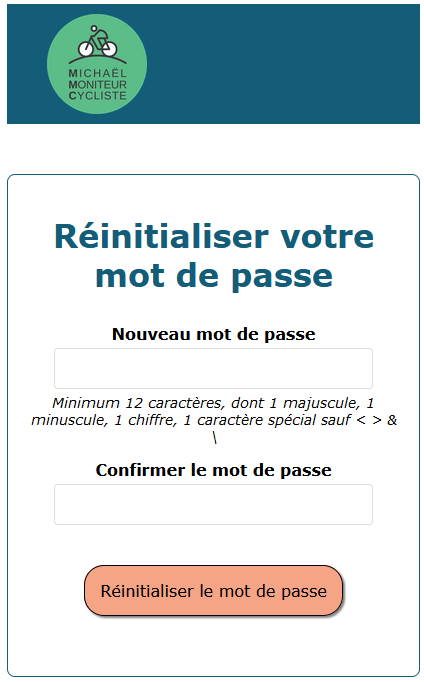 MICHAËL
MONITEUR
CYCLISTE
Réinitialiser votre
mot de passe
Nouveau mot de passe
Minimum 12 caractères, dont 1 majuscule, 1
minuscule, 1 chiffre, 1 caractère spécial sauf < > &
\
Confirmer le mot de passe
Réinitialiser le mot de passe